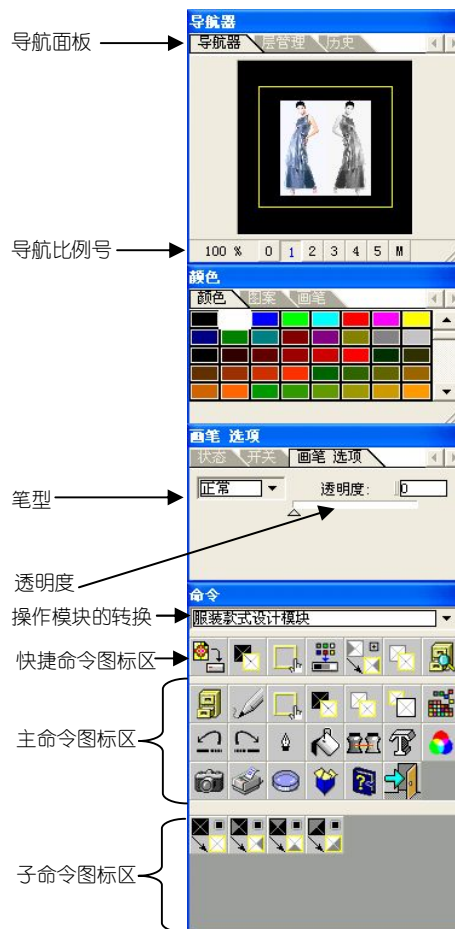 导航器
导航面板
导航器 层管理 历史
导航比例号
100 % 0 1 2 3 4 5 M
颜色
颜色 图案 画笔
画笔 选项
状态 开关 画笔 选项
笔型
正常 透明度: 0
透明度
命令
操作模块的转换
服装款式设计模块
快捷命令图标区
主命令图标区
子命令图标区